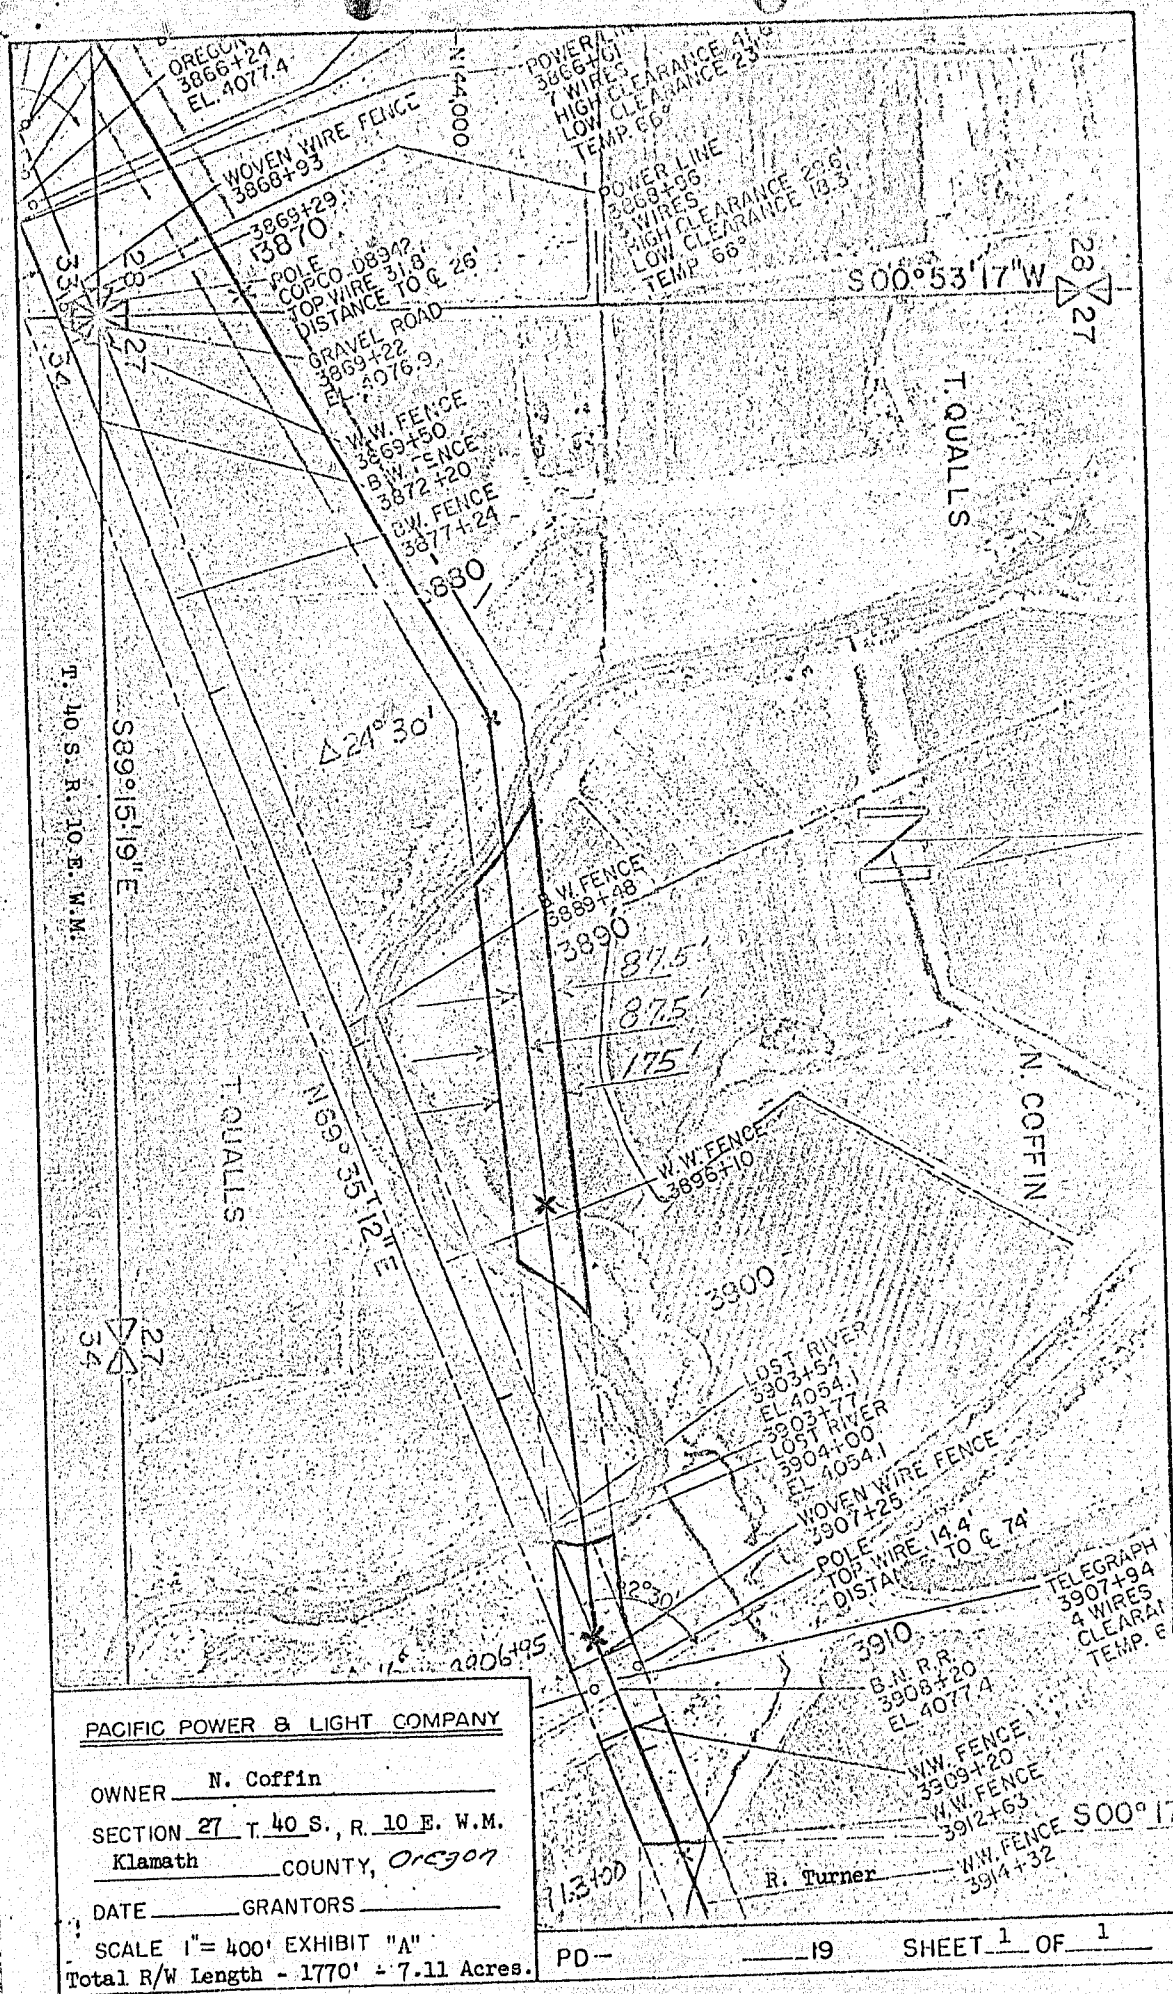 3866+24
EL. 4077.4
N 14,000
POWER LINE
3866+61
7 WIRES
HIGH CLEARANCE
LOW CLEARANCE 23'
TEMP 66°
WOVEN WIRE FENCE
3868+93
3869+29
3870
POLE
COPCO D8942
TOP WIRE 31.8'
DISTANCE TO ℄ 26'
GRAVEL ROAD
3869+22
EL. 4076.9
POWER LINE
3868+96
3 WIRES
HIGH CLEARANCE
LOW CLEARANCE 18.3'
TEMP 66°
S 00° 53' 17" W
28
27
33
28
34
27
W.W. FENCE
3869+50
B.W. FENCE
3872+20
B.W. FENCE
3877+24
3880
T. QUALLS
T. 40 S. R. 10 E. W.M.
S89° 15' 19" E
Δ24° 30'
B.W. FENCE
3889+48
3890
87.5'
87.5'
175'
N
N. COFFIN
T. QUALLS
N 69° 35' 12" E
W.W. FENCE
3896+10
3900
27
34
LOST RIVER
3903+54
EL 4054.1
3903+77
LOST RIVER
3904+00
EL 4054.1
WOVEN WIRE FENCE
3907+25
POLE
TOP WIRE 14.4'
TO ℄ 74'
TELEGRAPH
3907+94
4 WIRES
TEMP.
3906+95
3910
B.N. R.R.
3908+20
EL 4077.4
W.W. FENCE
3909+20
W.W. FENCE
3912+63
W.W. FENCE
3914+32
S 00° 17
R. Turner
PACIFIC POWER & LIGHT COMPANY
OWNER N. Coffin
SECTION 27 T. 40 S., R. 10 E. W.M.
Klamath COUNTY, Oregon
DATE GRANTORS
SCALE 1"= 400' EXHIBIT "A"
Total R/W Length - 1770' - 7.11 Acres.
PD- 19 SHEET 1 OF 1